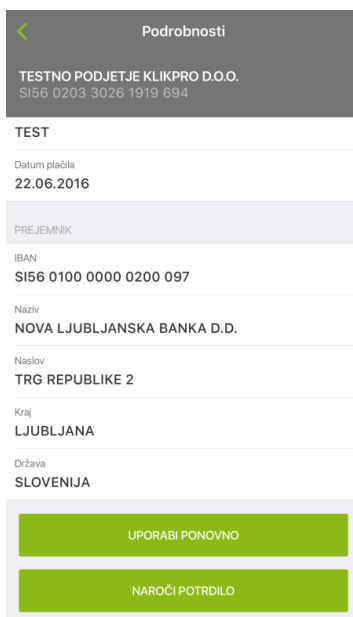 Podrobnosti
TESTNO PODJETJE KLIKPRO D.O.O.
SI56 0203 3026 1919 694
TEST
Datum plačila
22.06.2016
PREJEMNIK
IBAN
SI56 0100 0000 0200 097
Naziv
NOVA LJUBLJANSKA BANKA D.D.
Naslov
TRG REPUBLIKE 2
Kraj
LJUBLJANA
Država
SLOVENIJA
UPORABI PONOVNO
NAROČI POTRDILO